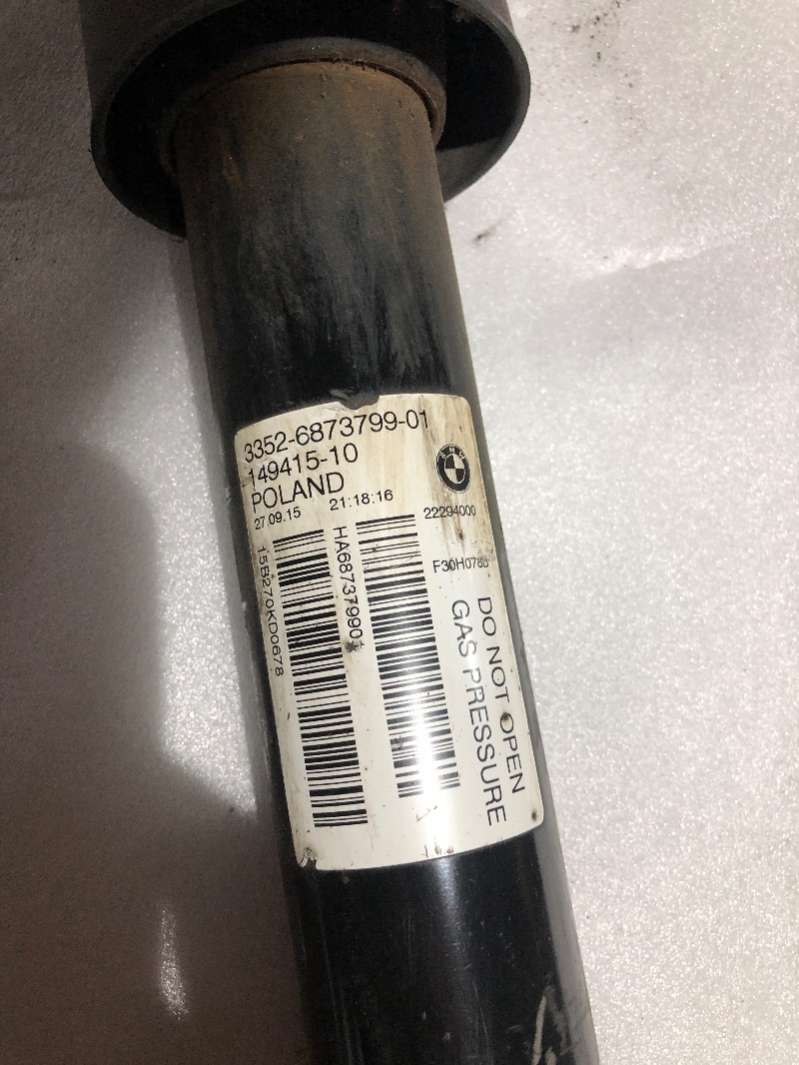 3352-6873799-01
149415-10
POLAND
27.09.15 21:18:16
22294000
HA68737990
15B270KD0678
DO NOT OPEN
GAS PRESSURE